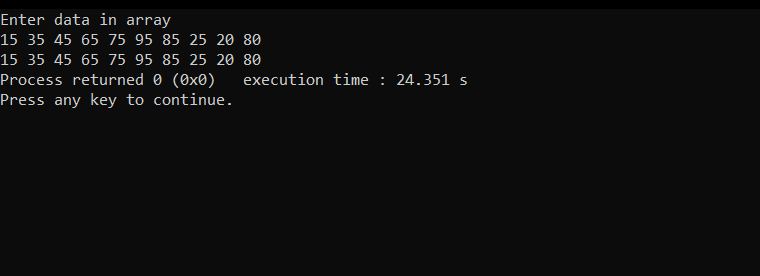 Enter data in array
15 35 45 65 75 95 85 25 20 80
15 35 45 65 75 95 85 25 20 80
Process returned 0 (0x0)   execution time : 24.351 s
Press any key to continue.